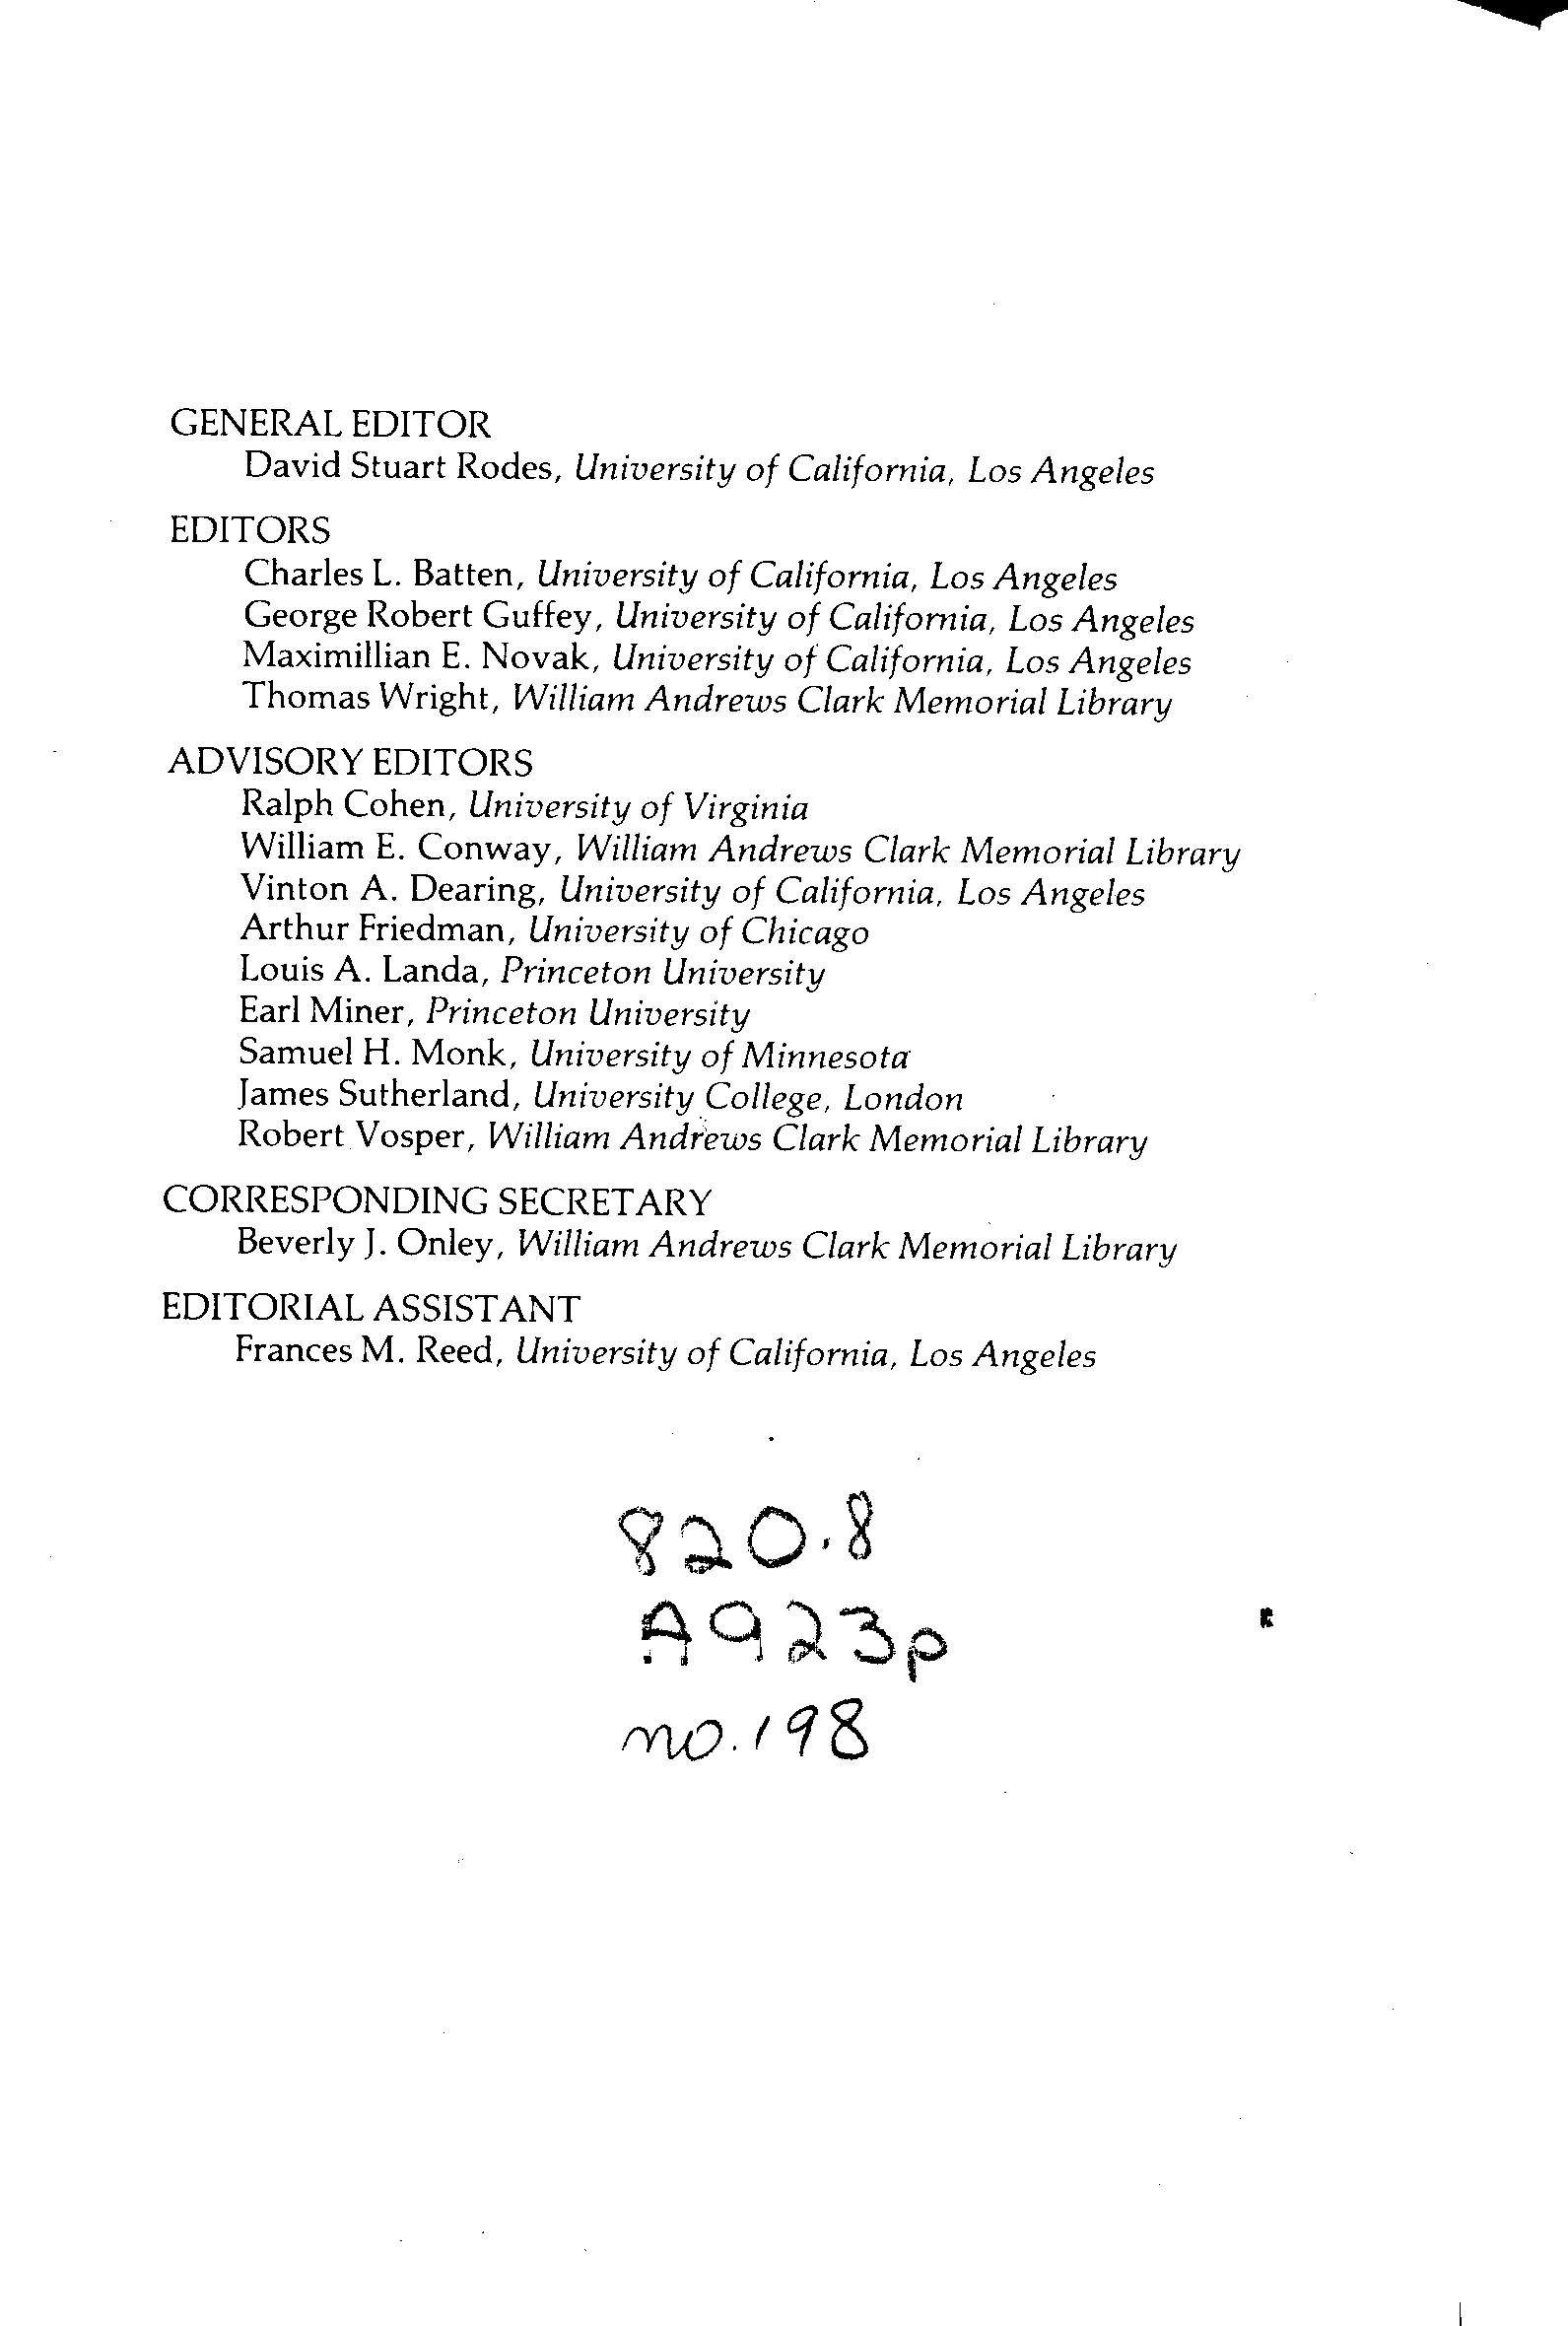 GENERAL EDITOR
David Stuart Rodes, University of California, Los Angeles
EDITORS
Charles L. Batten, University of California, Los Angeles
George Robert Guffey, University of California, Los Angeles
Maximillian E. Novak, University of California, Los Angeles
Thomas Wright, William Andrews Clark Memorial Library
ADVISORY EDITORS
Ralph Cohen, University of Virginia
William E. Conway, William Andrews Clark Memorial Library
Vinton A. Dearing, University of California, Los Angeles
Arthur Friedman, University of Chicago
Louis A. Landa, Princeton University
Earl Miner, Princeton University
Samuel H. Monk, University of Minnesota
James Sutherland, University College, London
Robert Vosper, William Andrews Clark Memorial Library
CORRESPONDING SECRETARY
Beverly J. Onley, William Andrews Clark Memorial Library
EDITORIAL ASSISTANT
Frances M. Reed, University of California, Los Angeles
820.8
A923p
no.198